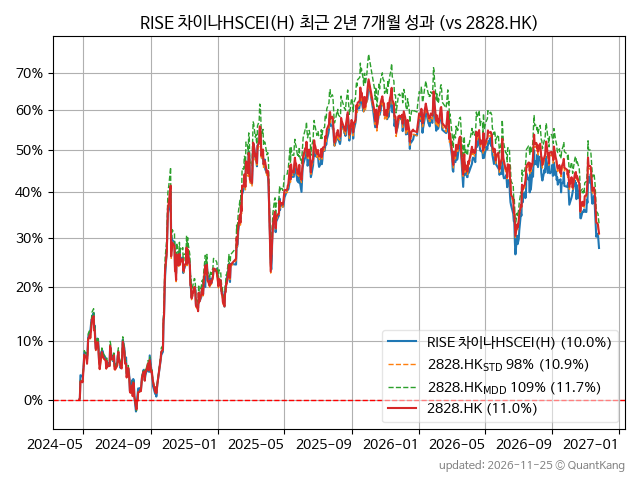 RISE 차이나HSCEI(H) 최근 2년 7개월 성과 (vs 2828.HK)
70%
60%
50%
40%
30%
20%
10%
0%
RISE 차이나HSCEI(H) (10.0%)
2828.HK_STD 98% (10.9%)
2828.HK_MDD 109% (11.7%)
2828.HK (11.0%)
2024-05 2024-09 2025-01 2025-05 2025-09 2026-01 2026-05 2026-09 2027-01
updated: 2026-11-25 © QuantKang